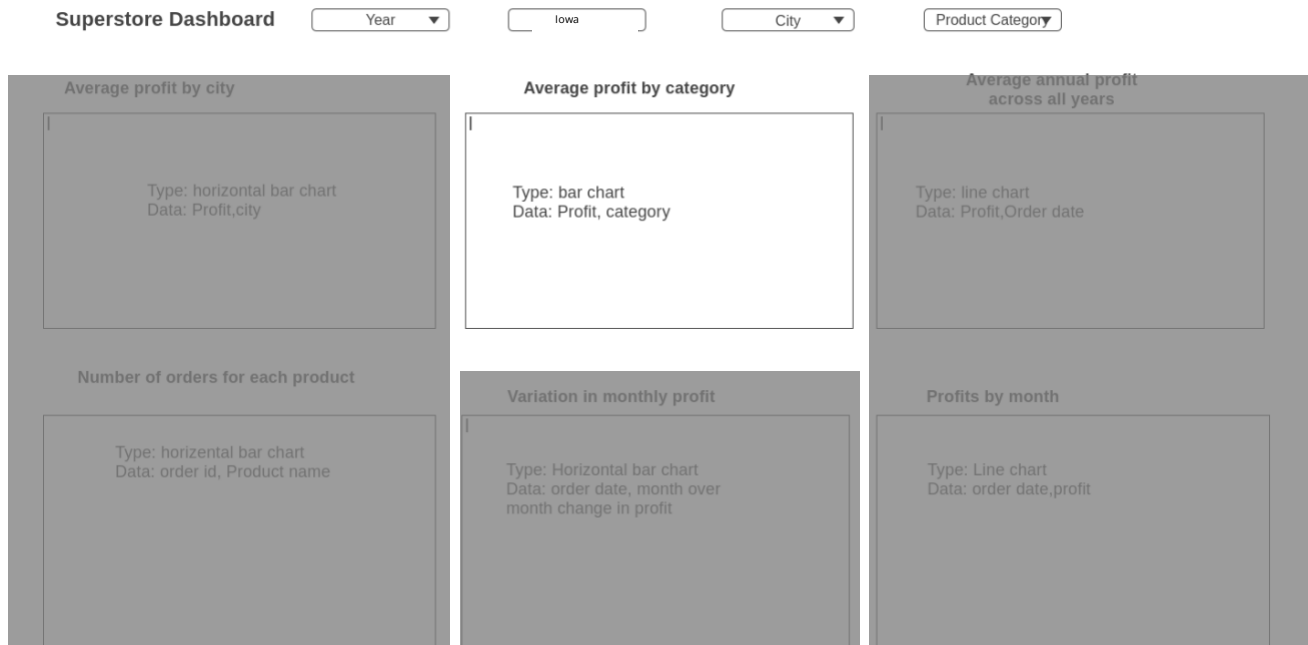 Superstore Dashboard
Year
Iowa
City
Product Category
Average profit by city
Type: horizontal bar chart
Data: Profit,city
Average profit by category
Type: bar chart
Data: Profit, category
Average annual profit
across all years
Type: line chart
Data: Profit,Order date
Number of orders for each product
Type: horizental bar chart
Data: order id, Product name
Variation in monthly profit
Type: Horizontal bar chart
Data: order date, month over
month change in profit
Profits by month
Type: Line chart
Data: order date,profit